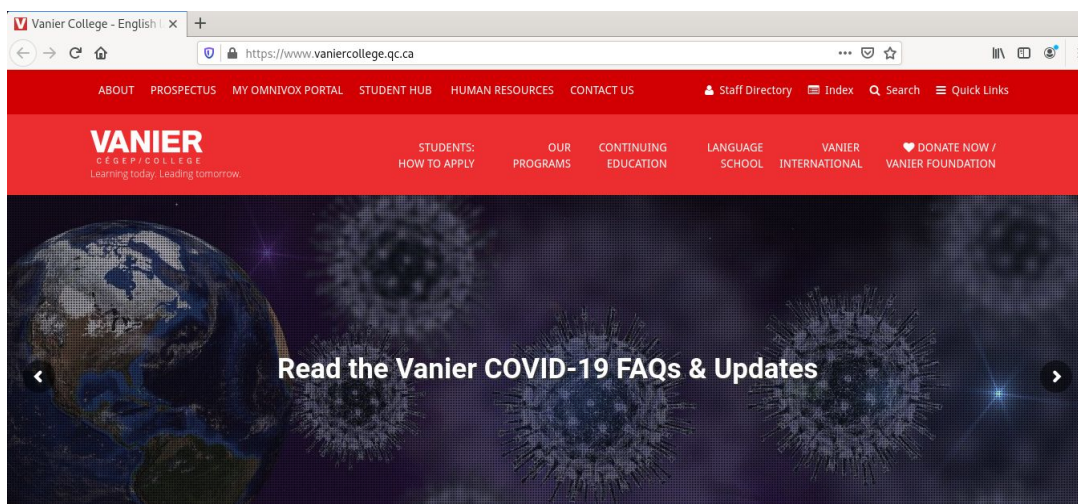 Vanier College - English
https://www.vaniercollege.qc.ca
ABOUT PROSPECTUS MY OMNIVOX PORTAL STUDENT HUB HUMAN RESOURCES CONTACT US Staff Directory Index Search Quick Links
VANIER
CÉGEP/COLLEGE
Learning today. Leading tomorrow.
STUDENTS:
HOW TO APPLY
OUR
PROGRAMS
CONTINUING
EDUCATION
LANGUAGE
SCHOOL
VANIER
INTERNATIONAL
DONATE NOW /
VANIER FOUNDATION
Read the Vanier COVID-19 FAQs & Updates